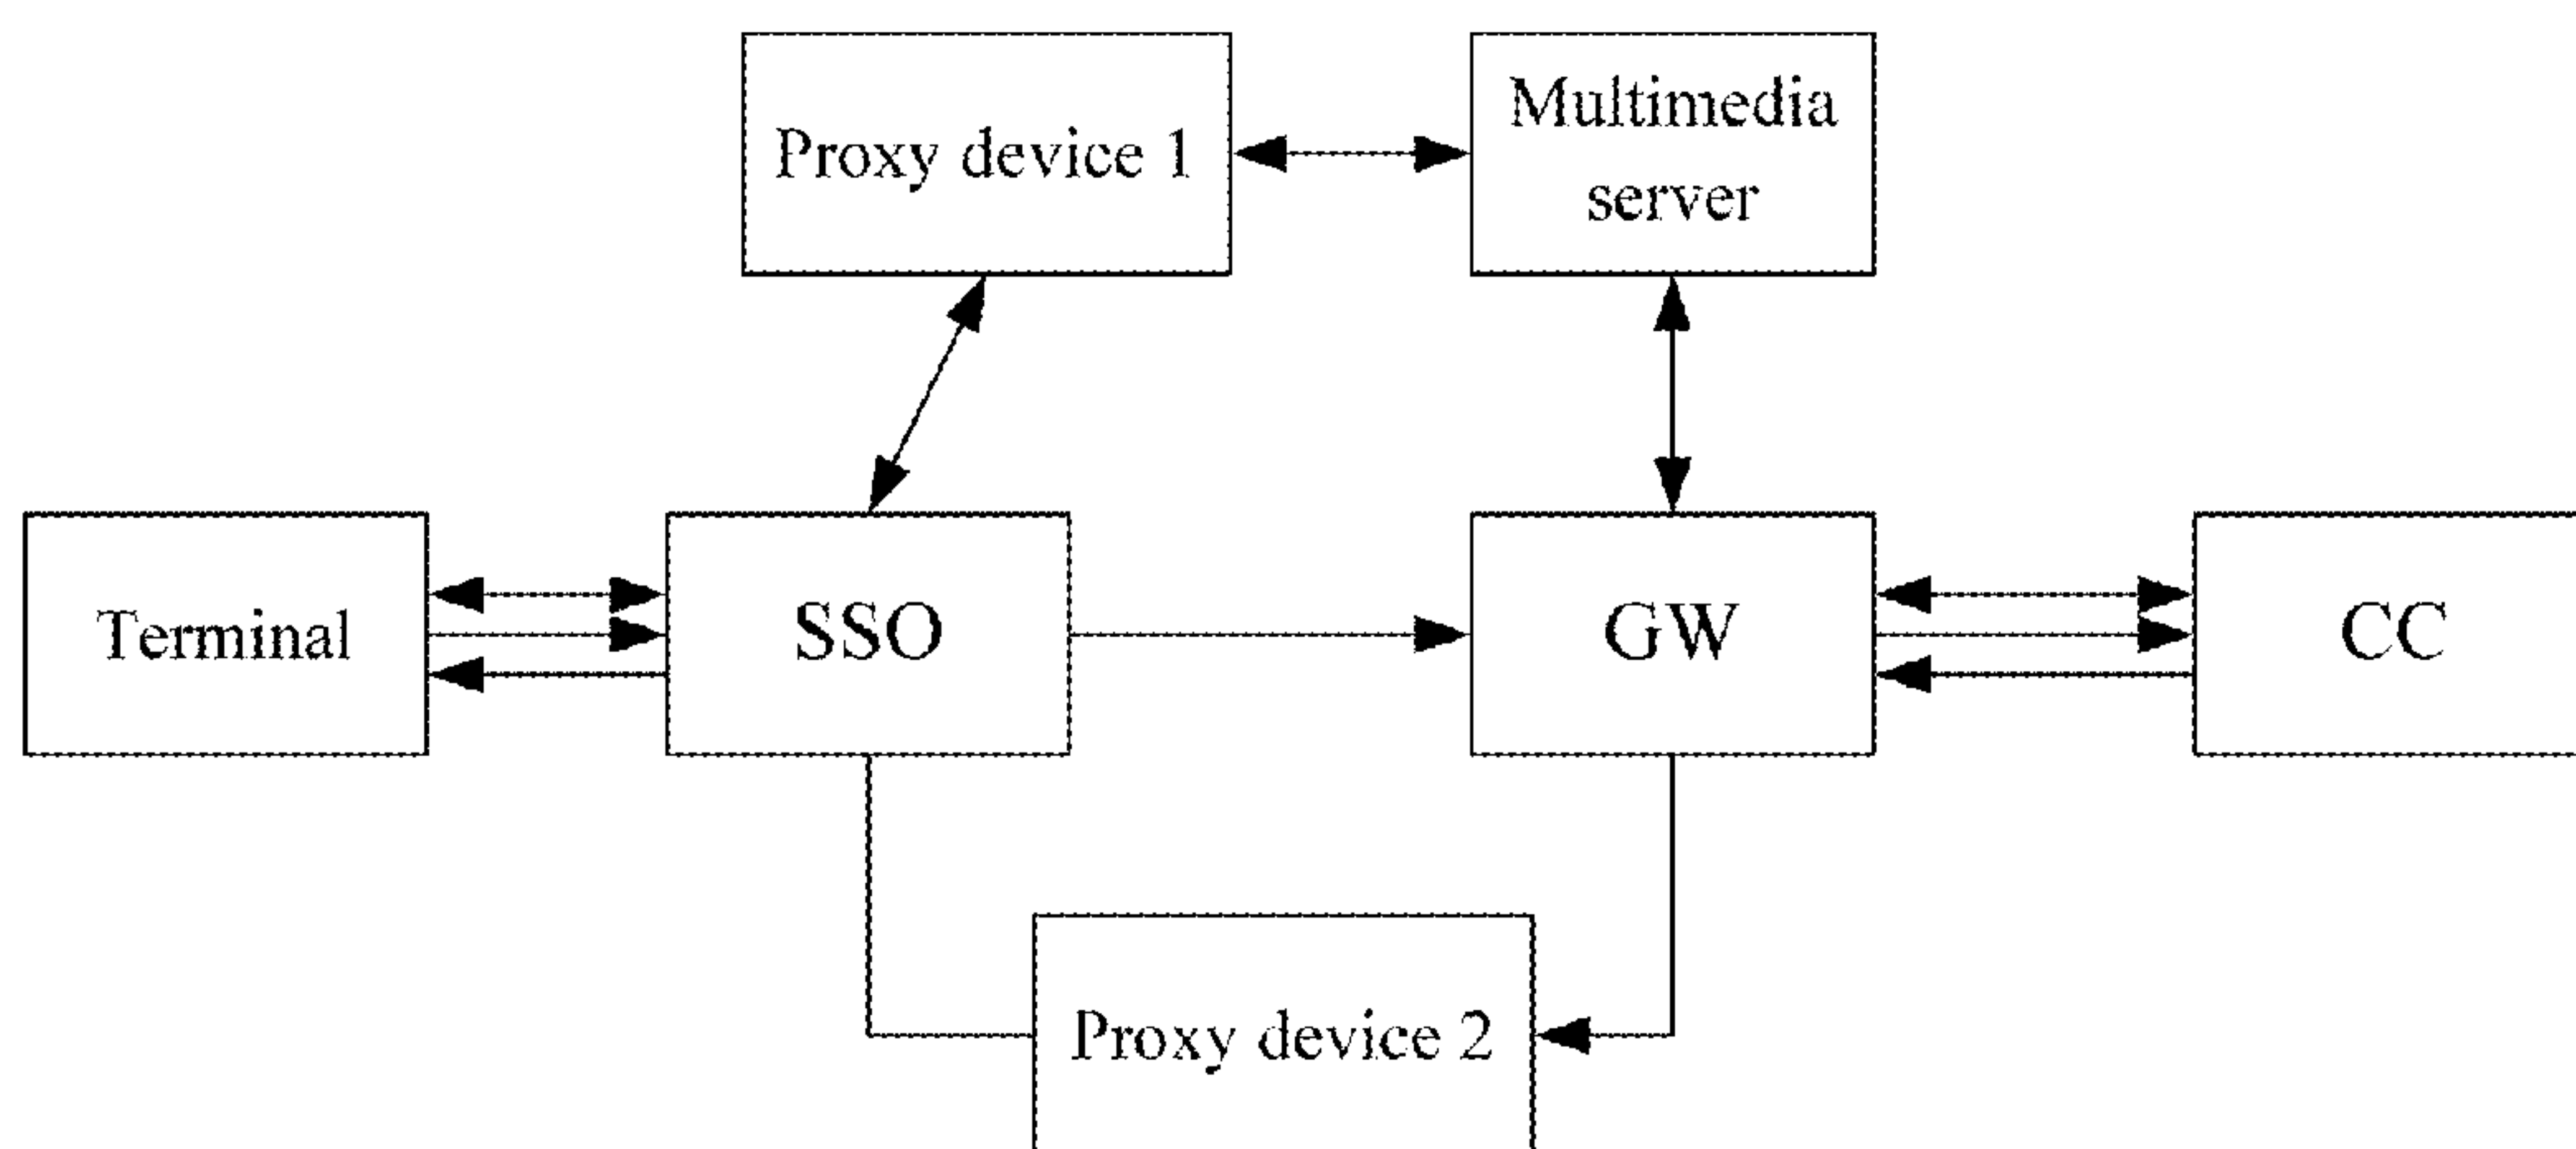 Proxy device 1
Multimedia
server
Terminal
SSO
GW
CC
Proxy device 2